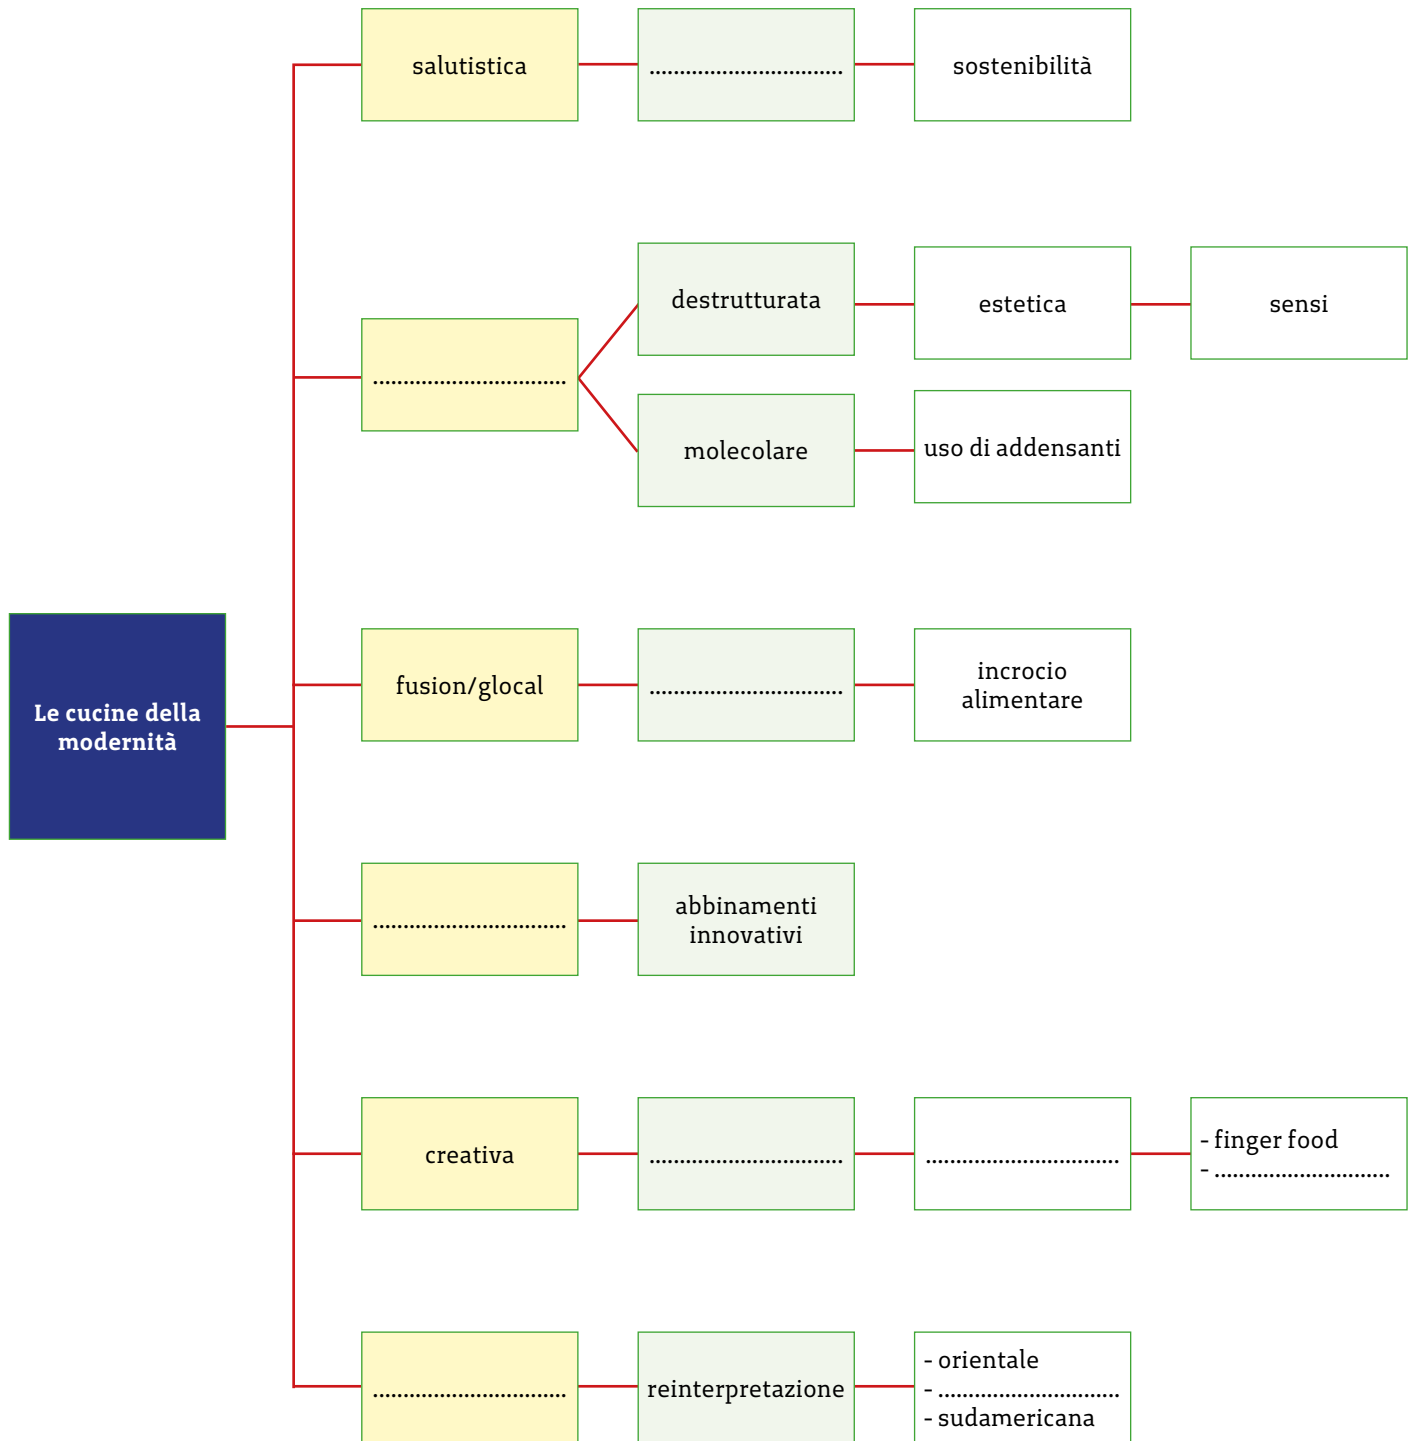 salutistica
................................
sostenibilità
destrutturata
estetica
sensi
................................
molecolare
uso di addensanti
Le cucine della
modernità
fusion/glocal
................................
incrocio
alimentare
................................
abbinamenti
innovativi
creativa
................................
................................
- finger food
- .............................
................................
reinterpretazione
- orientale
- ..............................
- sudamericana